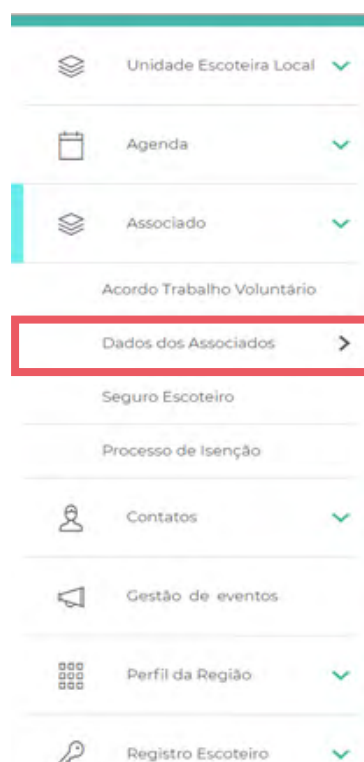 Unidade Escoteira Local
Agenda
Associado
Acordo Trabalho Voluntário
Dados dos Associados
Seguro Escoteiro
Processo de Isenção
Contatos
Gestão de eventos
Perfil da Região
Registro Escoteiro